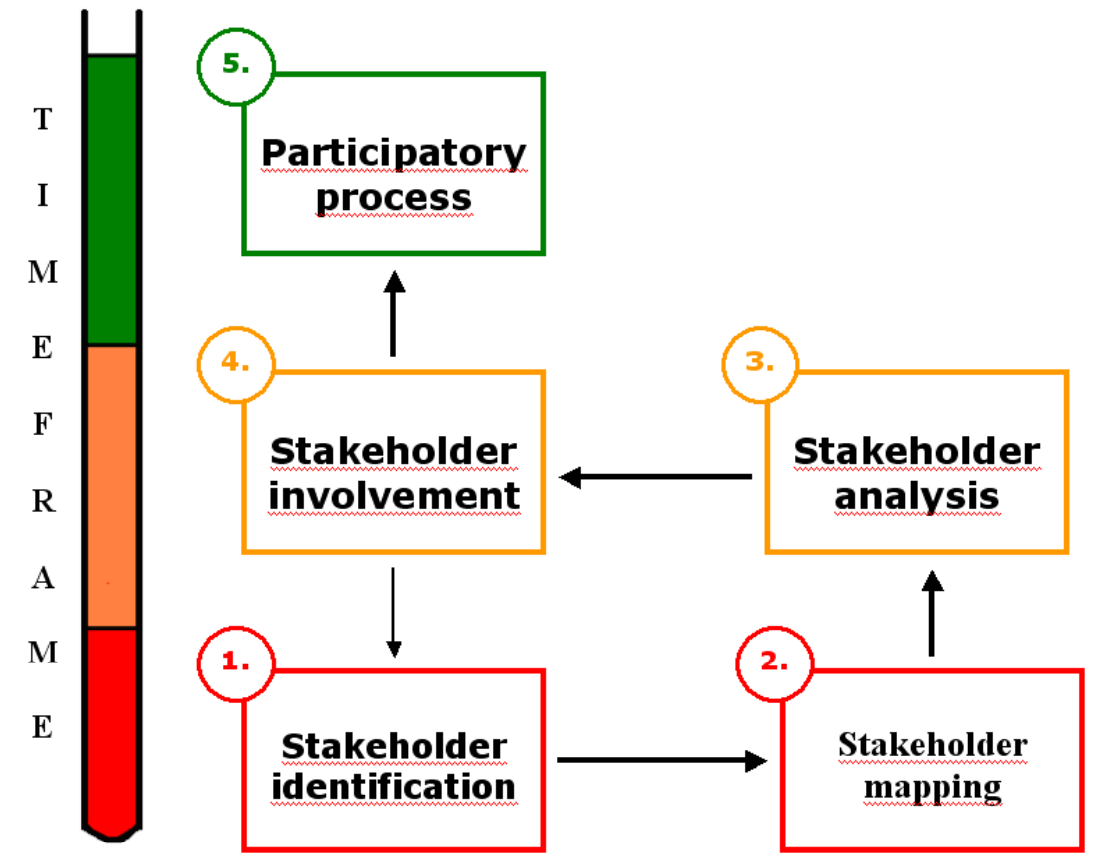 T
I
M
E
F
R
A
M
E
5.
Participatory
process
4.
Stakeholder
involvement
3.
Stakeholder
analysis
1.
Stakeholder
identification
2.
Stakeholder
mapping